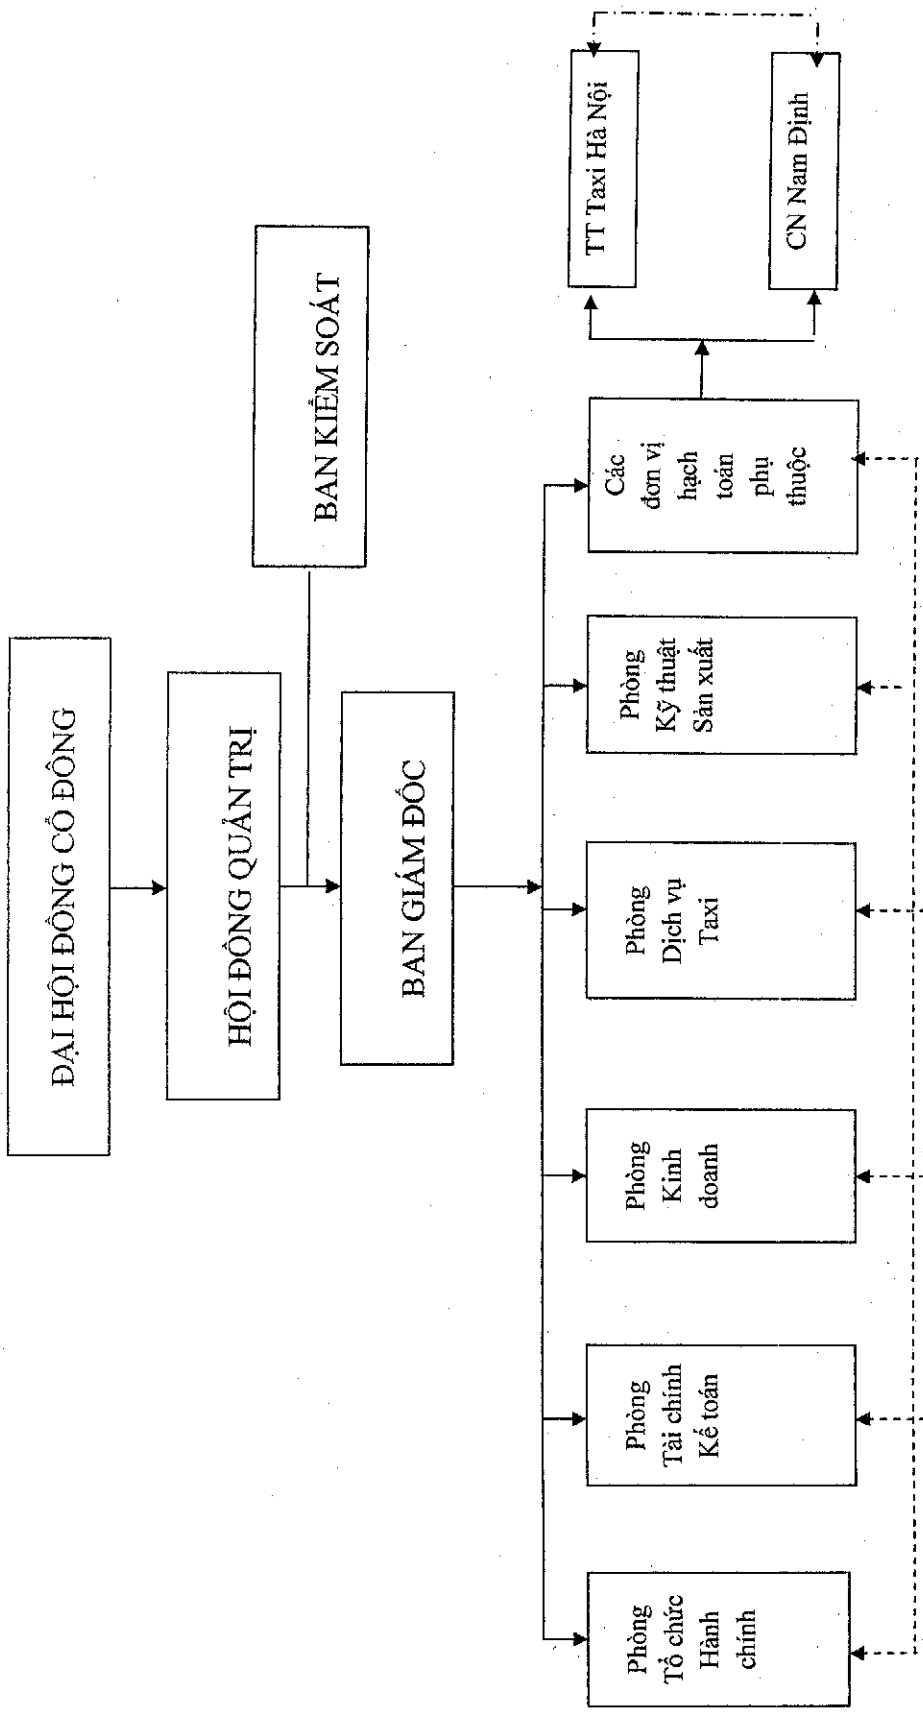 ĐẠI HỘI ĐỒNG CỔ ĐÔNG
HỘI ĐỒNG QUẢN TRỊ
BAN KIỂM SOÁT
BAN GIÁM ĐỐC
Phòng
Tổ chức
Hành
chính
Phòng
Tài chính
Kế toán
Phòng
Kinh
doanh
Phòng
Dịch vụ
Taxi
Phòng
Kỹ thuật
Sản xuất
Các
đơn vị
hạch
toán
phụ
thuộc
TT Taxi Hà Nội
CN Nam Định